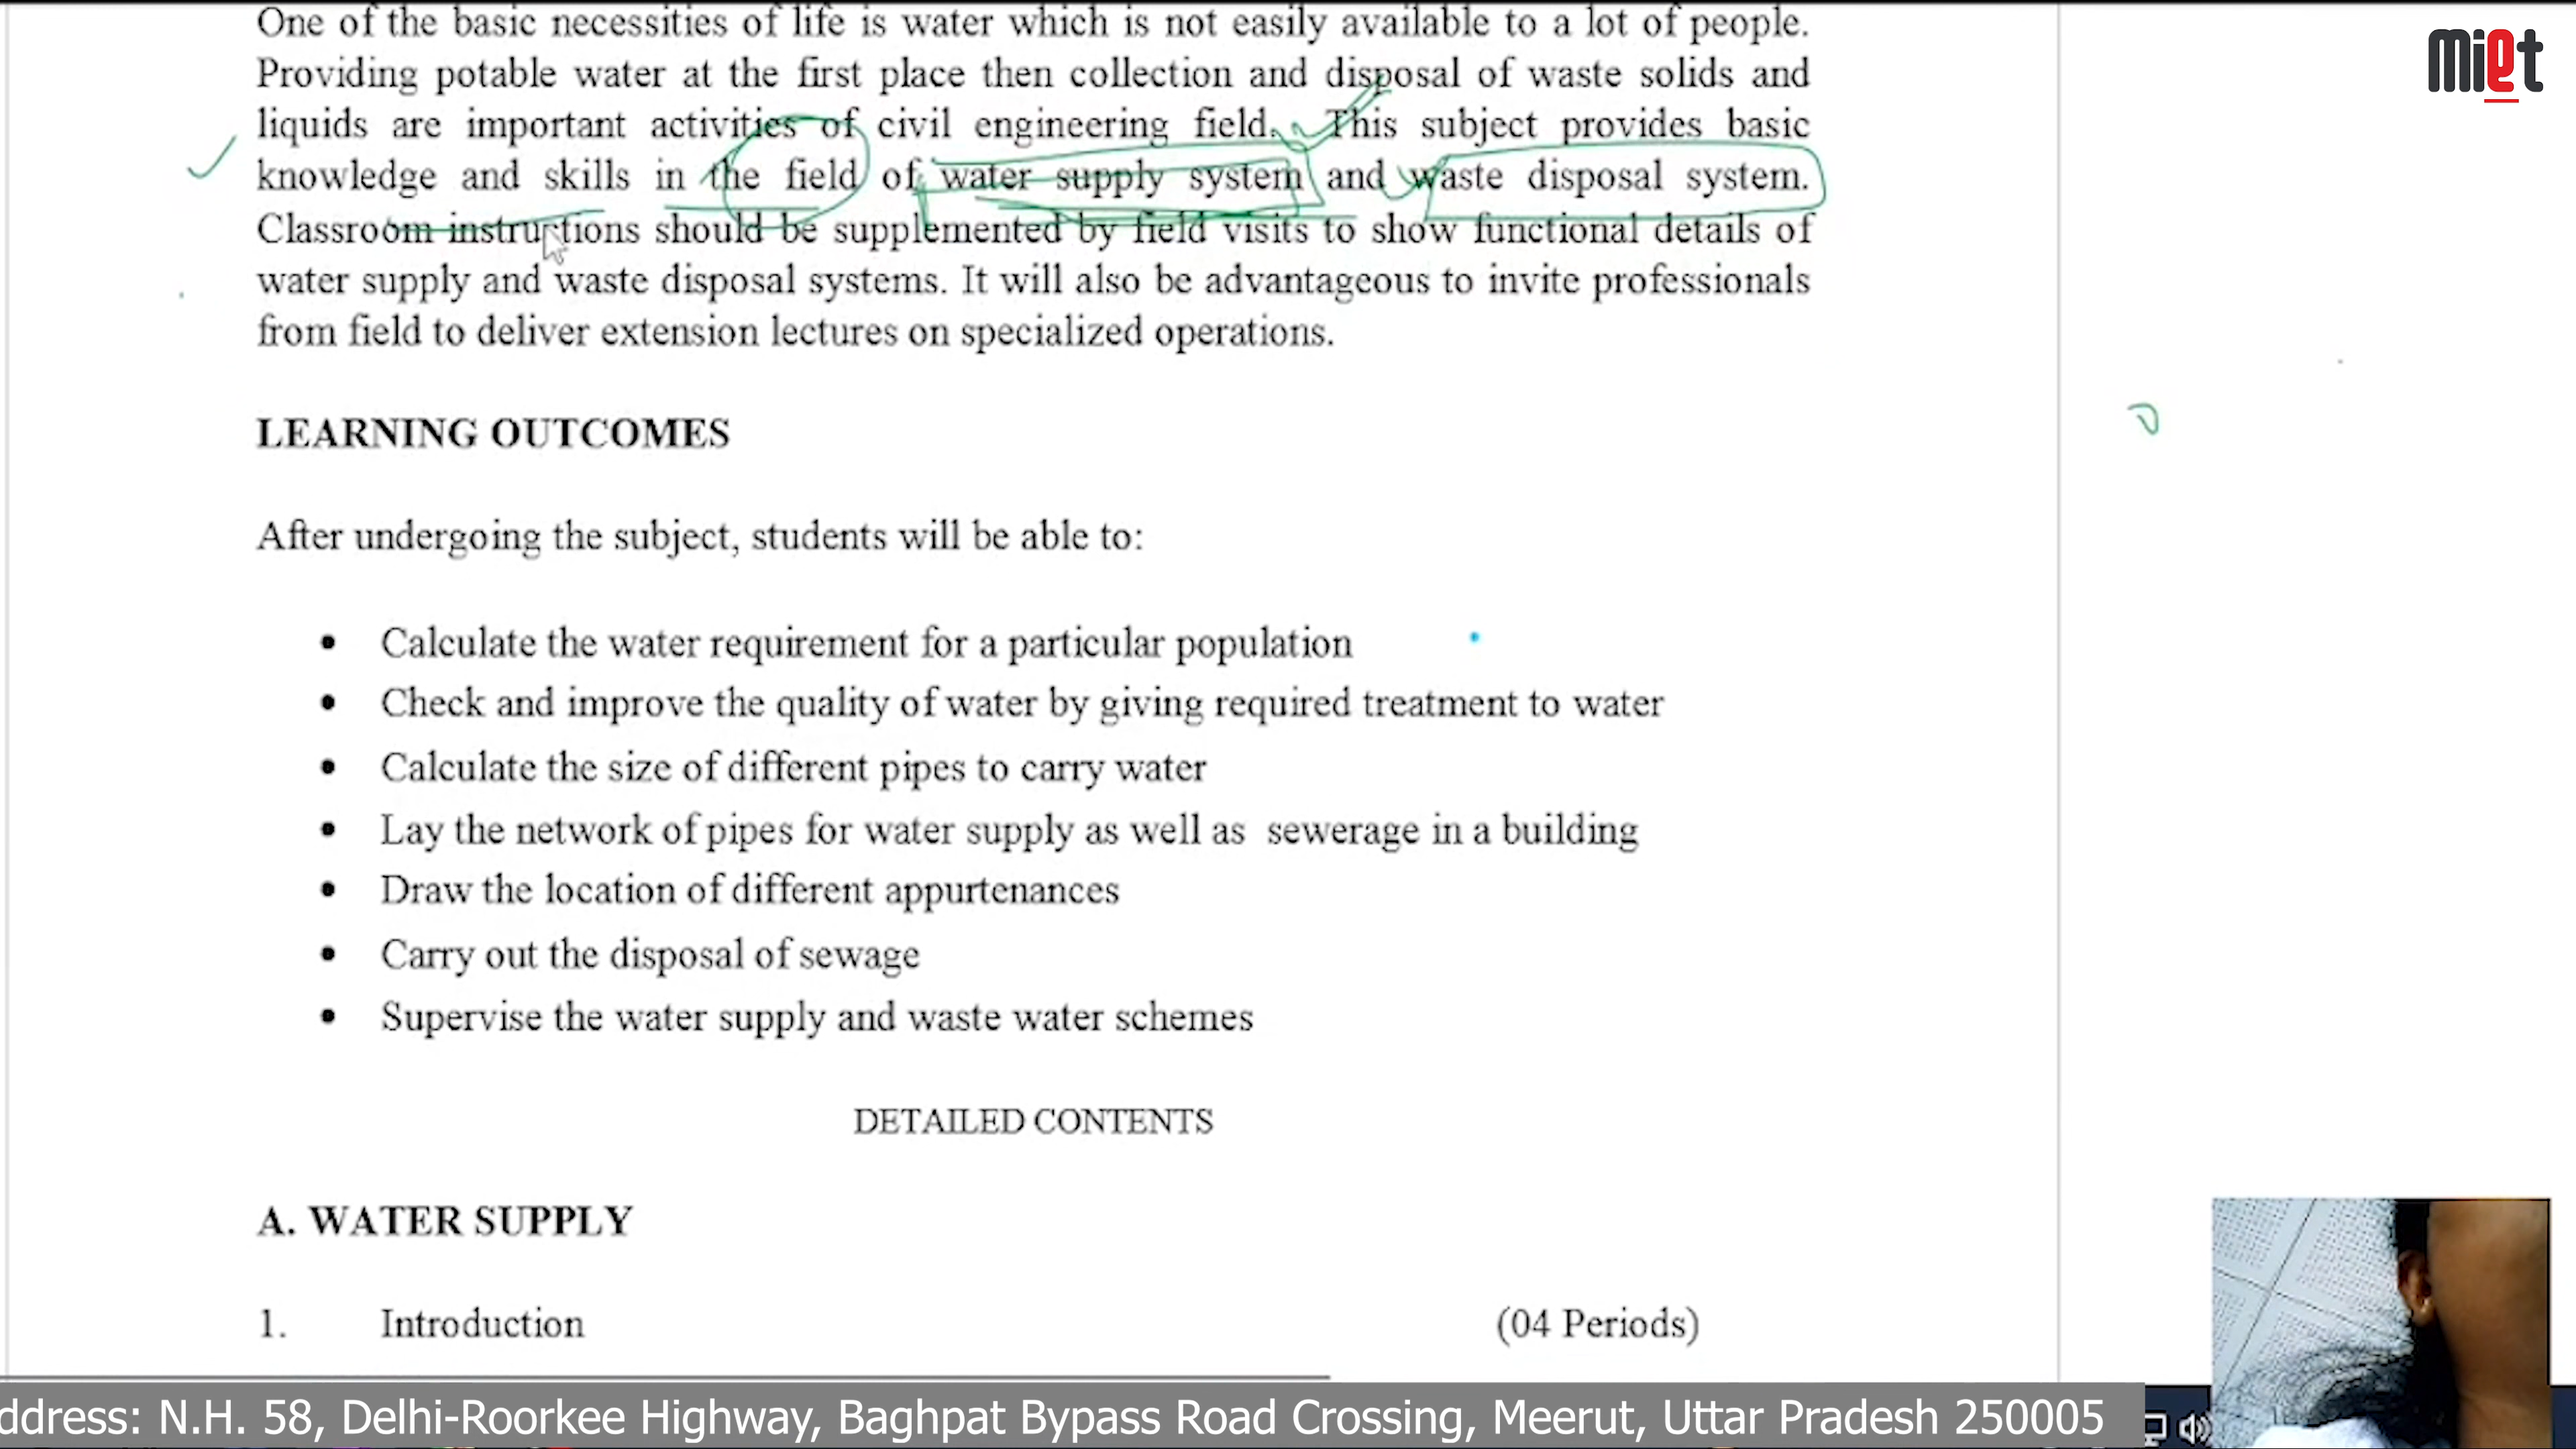 One of the basic necessities of life is water which is not easily available to a lot of people.
Providing potable water at the first place then collection and disposal of waste solids and
liquids are important activities of civil engineering field. This subject provides basic
knowledge and skills in the field of water supply system and waste disposal system.
Classroom instructions should be supplemented by field visits to show functional details of
water supply and waste disposal systems. It will also be advantageous to invite professionals
from field to deliver extension lectures on specialized operations.
LEARNING OUTCOMES
After undergoing the subject, students will be able to:
• Calculate the water requirement for a particular population
• Check and improve the quality of water by giving required treatment to water
• Calculate the size of different pipes to carry water
• Lay the network of pipes for water supply as well as sewerage in a building
• Draw the location of different appurtenances
• Carry out the disposal of sewage
• Supervise the water supply and waste water schemes
DETAILED CONTENTS
A. WATER SUPPLY
1. Introduction (04 Periods)
ddress: N.H. 58, Delhi-Roorkee Highway, Baghpat Bypass Road Crossing, Meerut, Uttar Pradesh 250005
miet